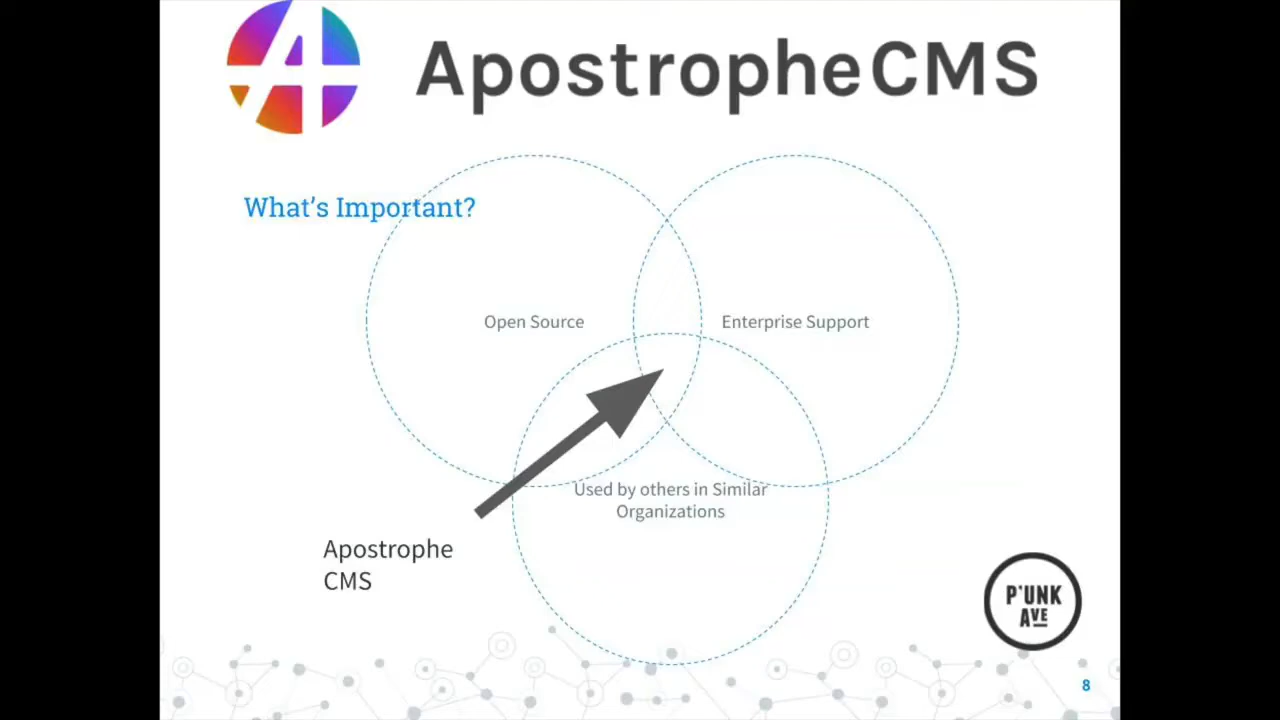 ApostropheCMS
What's Important?
Open Source
Enterprise Support
Used by others in Similar
Organizations
Apostrophe
CMS
P'UNK
AVE
8